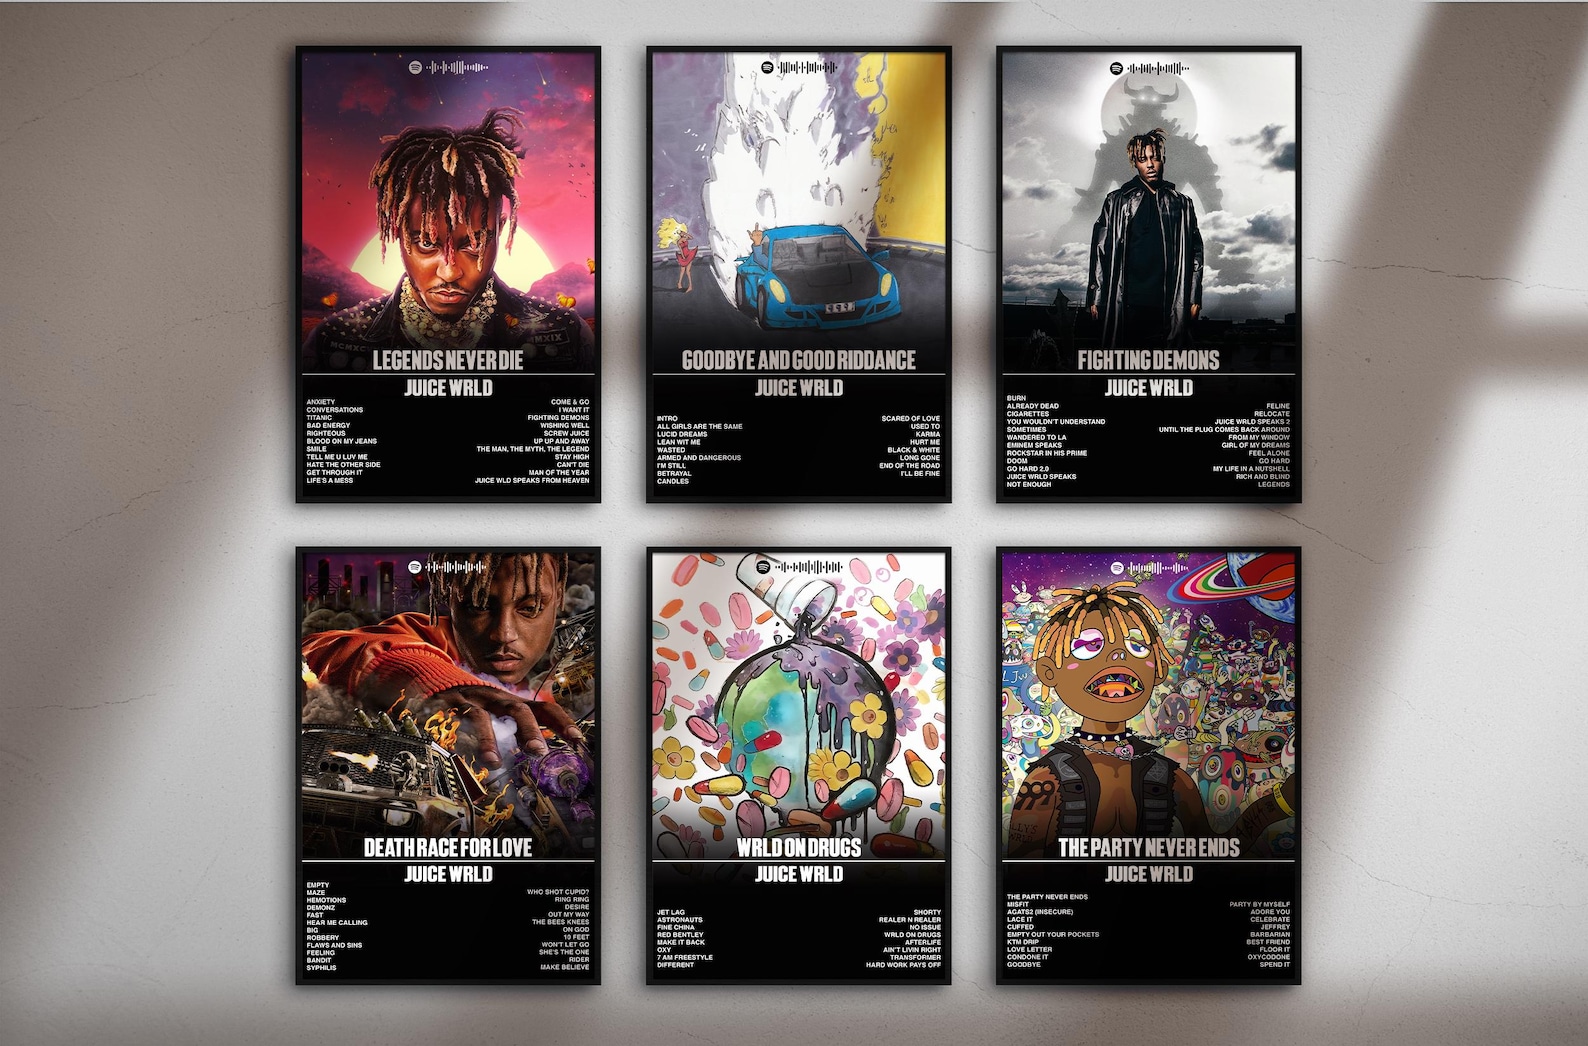 LEGENDS NEVER DIE
JUICE WRLD
ANXIETY
CONVERSATIONS
TITANIC
BAD ENERGY
RIGHTEOUS
BLOOD ON MY JEANS
SMILE
TELL ME U LUV ME
HATE THE OTHER SIDE
GET THROUGH IT
LIFE'S A MESS
COME & GO
I WANT IT
FIGHTING DEMONS
WISHING WELL
SCREW JUICE
UP UP AND AWAY
THE MAN, THE MYTH, THE LEGEND
STAY HIGH
CAN'T DIE
MAN OF THE YEAR
JUICE WLD SPEAKS FROM HEAVEN
MCMXC
MXIX
GOODBYE AND GOOD RIDDANCE
JUICE WRLD
INTRO
ALL GIRLS ARE THE SAME
LUCID DREAMS
LEAN WIT ME
WASTED
ARMED AND DANGEROUS
I'M STILL
BETRAYAL
CANDLES
SCARED OF LOVE
USED TO
KARMA
HURT ME
BLACK & WHITE
LONG GONE
END OF THE ROAD
I'LL BE FINE
999
FIGHTING DEMONS
JUICE WRLD
BURN
ALREADY DEAD
CIGARETTES
YOU WOULDN'T UNDERSTAND
SOMETIMES
WANDERED TO LA
EMINEM SPEAKS
ROCKSTAR IN HIS PRIME
DOOM
GO HARD 2.0
JUICE WRLD SPEAKS
NOT ENOUGH
FELINE
RELOCATE
JUICE WRLD SPEAKS 2
UNTIL THE PLUG COMES BACK AROUND
FROM MY WINDOW
GIRL OF MY DREAMS
FEEL ALONE
GO HARD
MY LIFE IN A NUTSHELL
RICH AND BLIND
LEGENDS
DEATH RACE FOR LOVE
JUICE WRLD
EMPTY
MAZE
HEMOTIONS
DEMONZ
FAST
HEAR ME CALLING
BIG
ROBBERY
FLAWS AND SINS
FEELING
BANDIT
SYPHILIS
WHO SHOT CUPID?
RING RING
DESIRE
OUT MY WAY
THE BEES KNEES
ON GOD
10 FEET
WON'T LET GO
SHE'S THE ONE
RIDER
MAKE BELIEVE
WRLD ON DRUGS
JUICE WRLD
JET LAG
ASTRONAUTS
FINE CHINA
RED BENTLEY
MAKE IT BACK
OXY
7 AM FREESTYLE
DIFFERENT
SHORTY
REALER N REALER
NO ISSUE
WRLD ON DRUGS
AFTERLIFE
AIN'T LIVIN RIGHT
TRANSFORMER
HARD WORK PAYS OFF
999
THE PARTY NEVER ENDS
JUICE WRLD
THE PARTY NEVER ENDS
MISFIT
AGATS2 (INSECURE)
LACE IT
CUFFED
EMPTY OUT YOUR POCKETS
KTM DRIP
LOVE LETTER
CONDONE IT
GOODBYE
PARTY BY MYSELF
ADORE YOU
CELEBRATE
JEFFREY
BARBARIAN
BEST FRIEND
FLOOR IT
OXYCODONE
SPEND IT